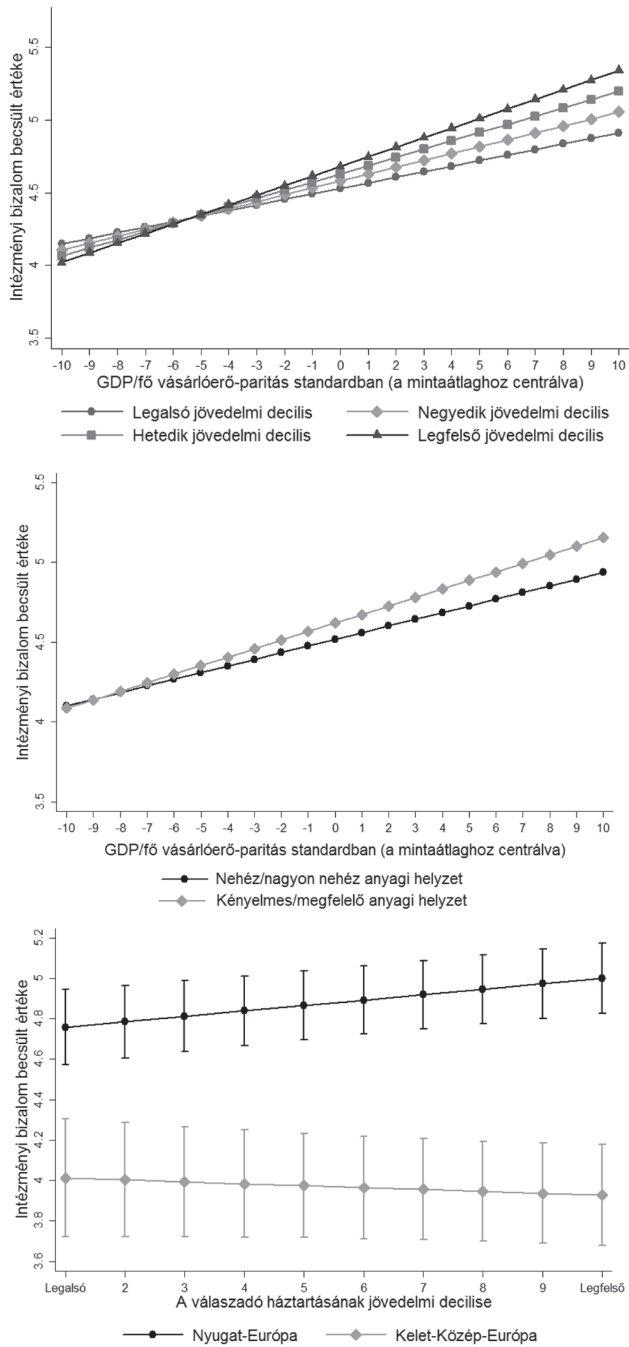 Intézményi bizalom becsült értéke
5.5
5
4.5
4
3.5
-10 -9 -8 -7 -6 -5 -4 -3 -2 -1 0 1 2 3 4 5 6 7 8 9 10
GDP/fő vásárlóerő-paritás standardban (a mintaátlaghoz centrálva)
Legalsó jövedelmi decilis Negyedik jövedelmi decilis
Hetedik jövedelmi decilis Legfelső jövedelmi decilis
Intézményi bizalom becsült értéke
5.5
5
4.5
4
3.5
-10 -9 -8 -7 -6 -5 -4 -3 -2 -1 0 1 2 3 4 5 6 7 8 9 10
GDP/fő vásárlóerő-paritás standardban (a mintaátlaghoz centrálva)
Nehéz/nagyon nehéz anyagi helyzet
Kényelmes/megfelelő anyagi helyzet
Intézményi bizalom becsült értéke
5.2
5
4.8
4.6
4.4
4.2
4
3.8
3.6
Legalsó 2 3 4 5 6 7 8 9 Legfelső
A válaszadó háztartásának jövedelmi decilise
Nyugat-Európa Kelet-Közép-Európa